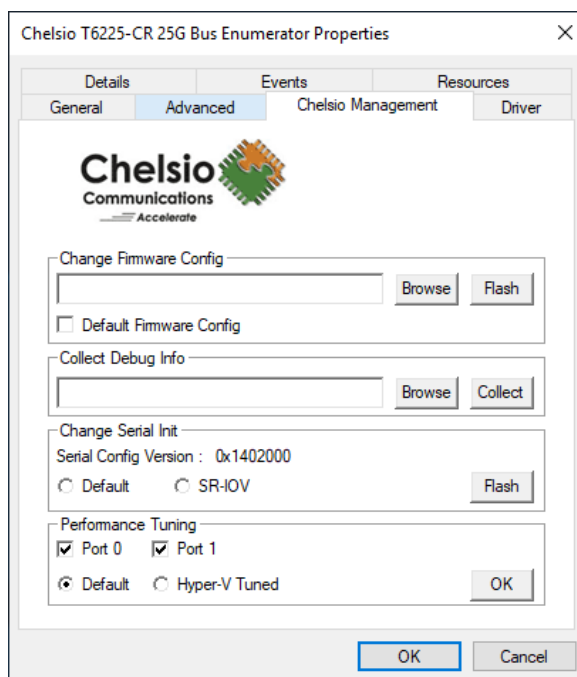 Chelsio T6225-CR 25G Bus Enumerator Properties
Details Events Resources
General Advanced Chelsio Management Driver
Chelsio
Communications
Accelerate
Change Firmware Config
Browse Flash
Default Firmware Config
Collect Debug Info
Browse Collect
Change Serial Init
Serial Config Version : 0x1402000
Default SR-IOV Flash
Performance Tuning
Port 0 Port 1
Default Hyper-V Tuned OK
OK Cancel